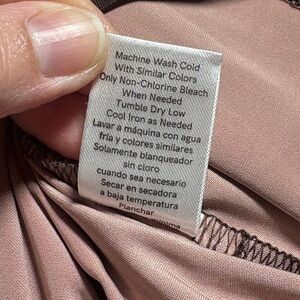 Machine Wash Cold
With Similar Colors
Only Non-Chlorine Bleach
When Needed
Tumble Dry Low
Cool Iron as Needed
Lavar a máquina con agua
fría y colores similares
Solamente blanqueador
sin cloro
cuando sea necesario
Secar en secadora
a baja temperatura
Planchar